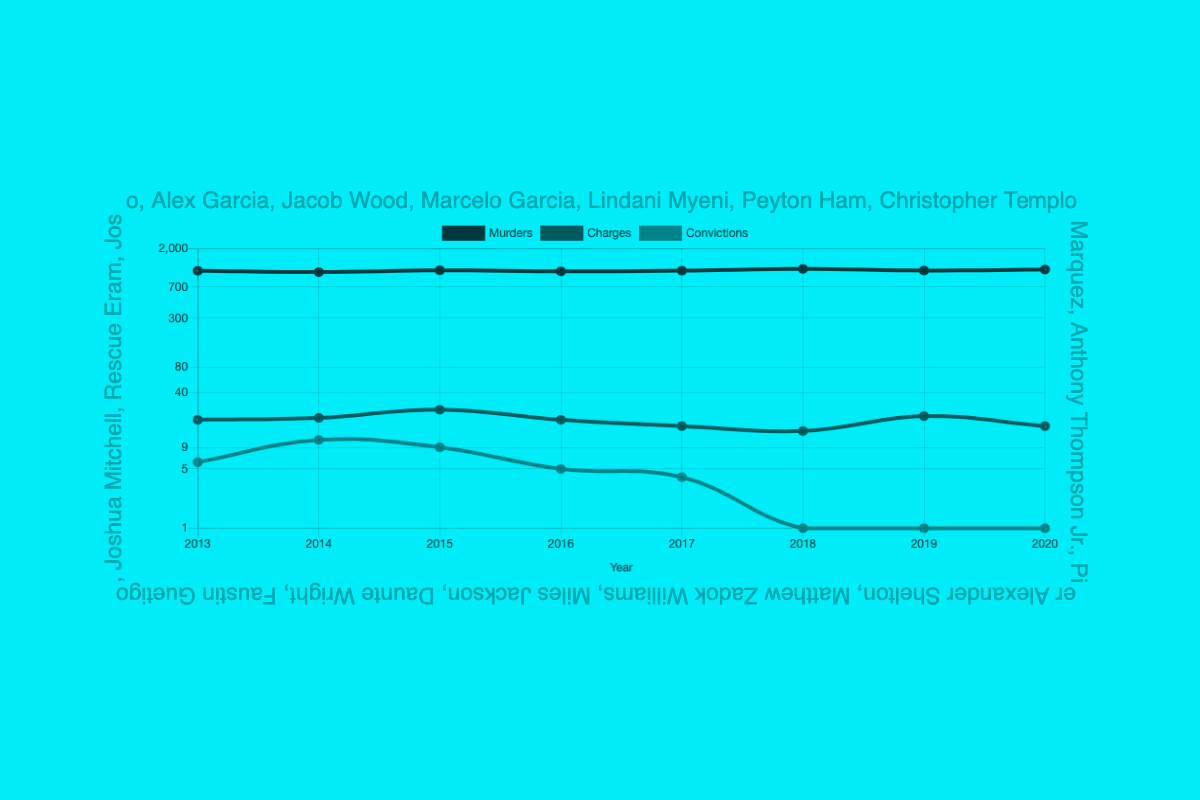 o, Alex Garcia, Jacob Wood, Marcelo Garcia, Lindani Myeni, Peyton Ham, Christopher Templo
Marquez, Anthony Thompson Jr., Pi
er Alexander Shelton, Matthew Zadok Williams, Miles Jackson, Daunte Wright, Faustin Guetigo
, Joshua Mitchell, Rescue Eram, Jos
Murders Charges Convictions
2,000
700
300
80
40
9
5
1
2013 2014 2015 2016 2017 2018 2019 2020
Year